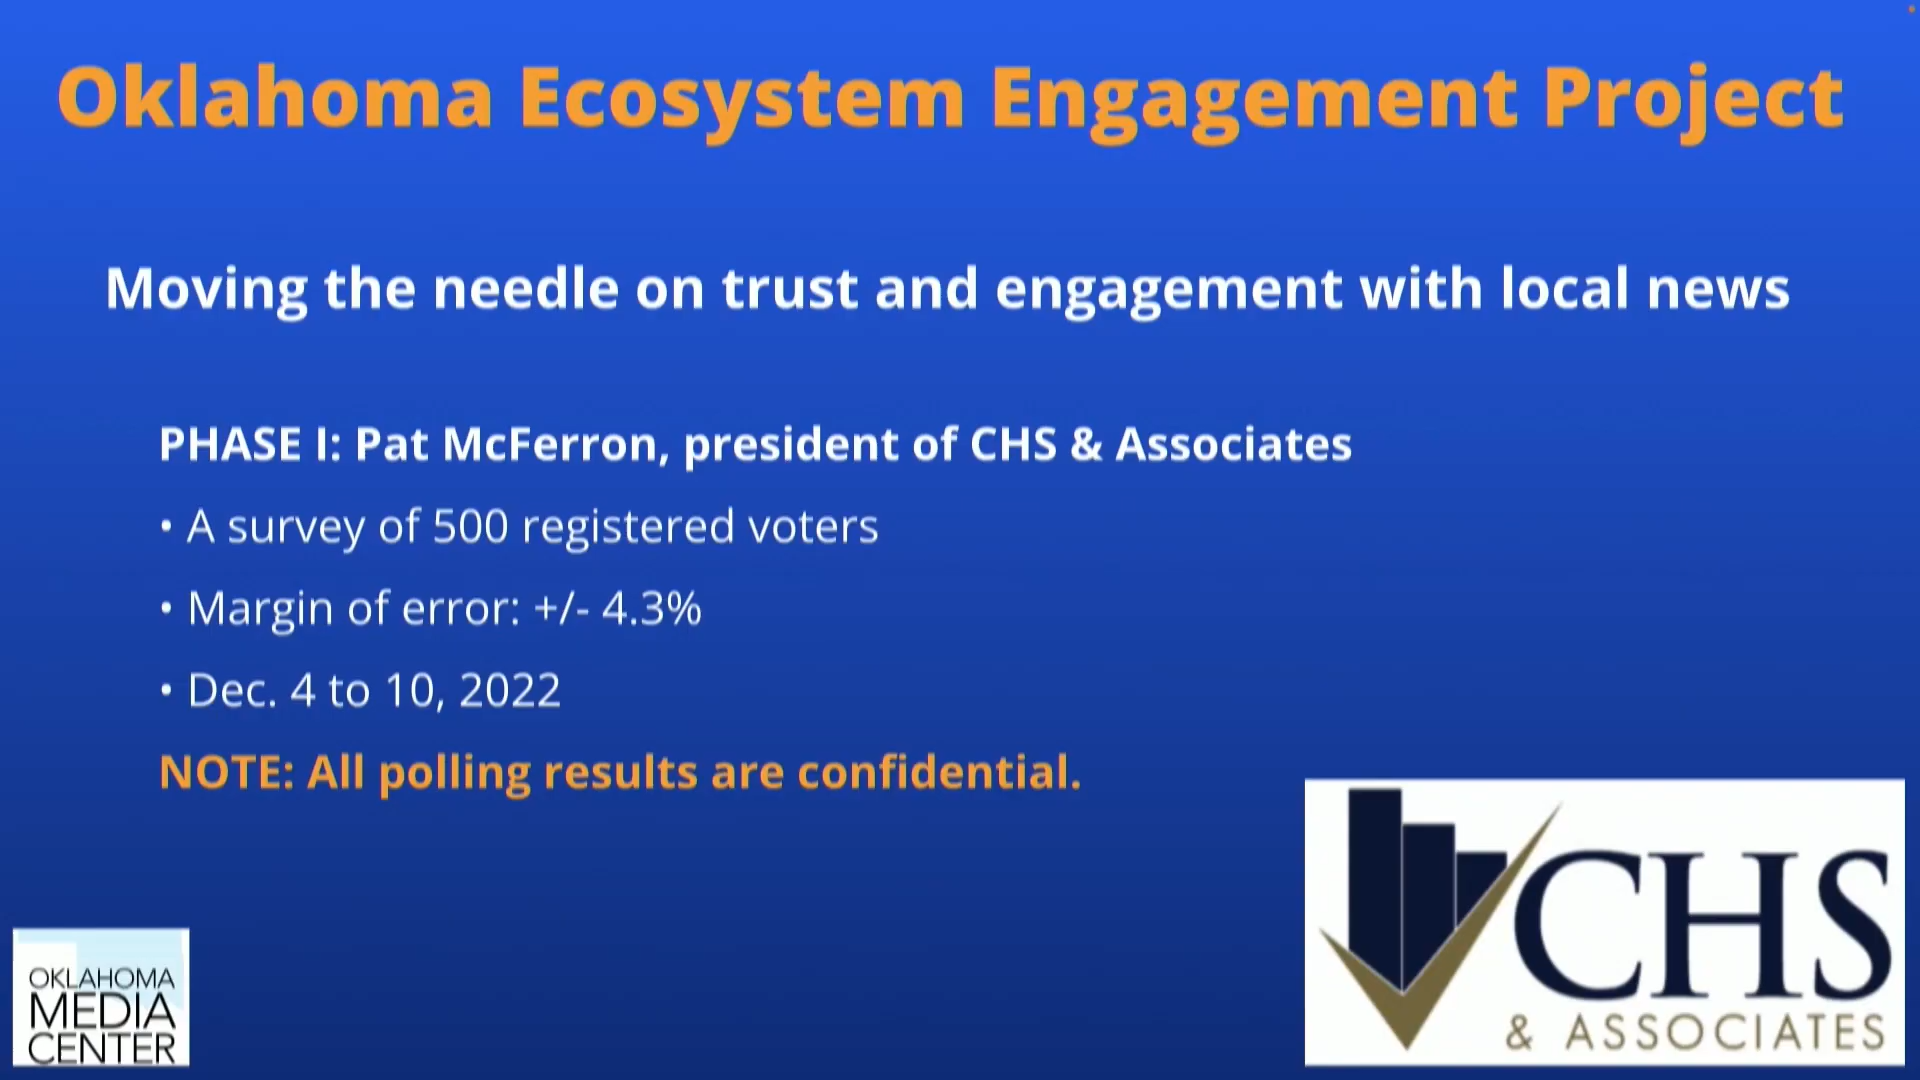 Oklahoma Ecosystem Engagement Project
Moving the needle on trust and engagement with local news
PHASE I: Pat McFerron, president of CHS & Associates
• A survey of 500 registered voters
• Margin of error: +/- 4.3%
• Dec. 4 to 10, 2022
NOTE: All polling results are confidential.
OKLAHOMA
MEDIA
CENTER
CHS
& ASSOCIATES